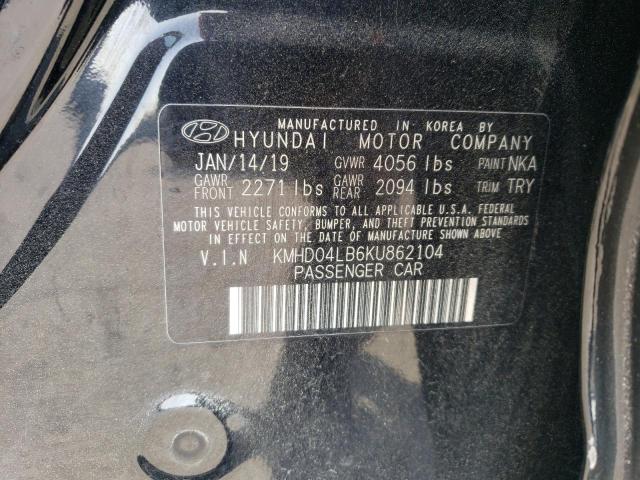 MANUFACTURED IN KOREA BY
HYUNDAI MOTOR COMPANY
JAN/14/19 GVWR 4056 lbs PAINT NKA
GAWR FRONT 2271 lbs GAWR REAR 2094 lbs TRIM TRY
THIS VEHICLE CONFORMS TO ALL APPLICABLE U.S.A. FEDERAL
MOTOR VEHICLE SAFETY, BUMPER, AND THEFT PREVENTION STANDARDS
IN EFFECT ON THE DATE OF MANUFACTURE SHOWN ABOVE.
V.I.N KMHD04LB6KU862104
PASSENGER CAR